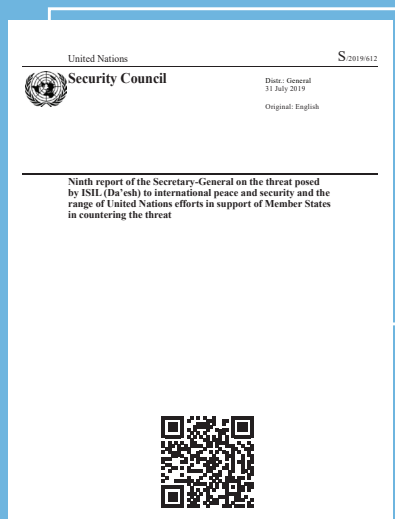 United Nations
S/2019/612
Security Council
Distr.: General
31 July 2019
Original: English
Ninth report of the Secretary-General on the threat posed
by ISIL (Da'esh) to international peace and security and the
range of United Nations efforts in support of Member States
in countering the threat